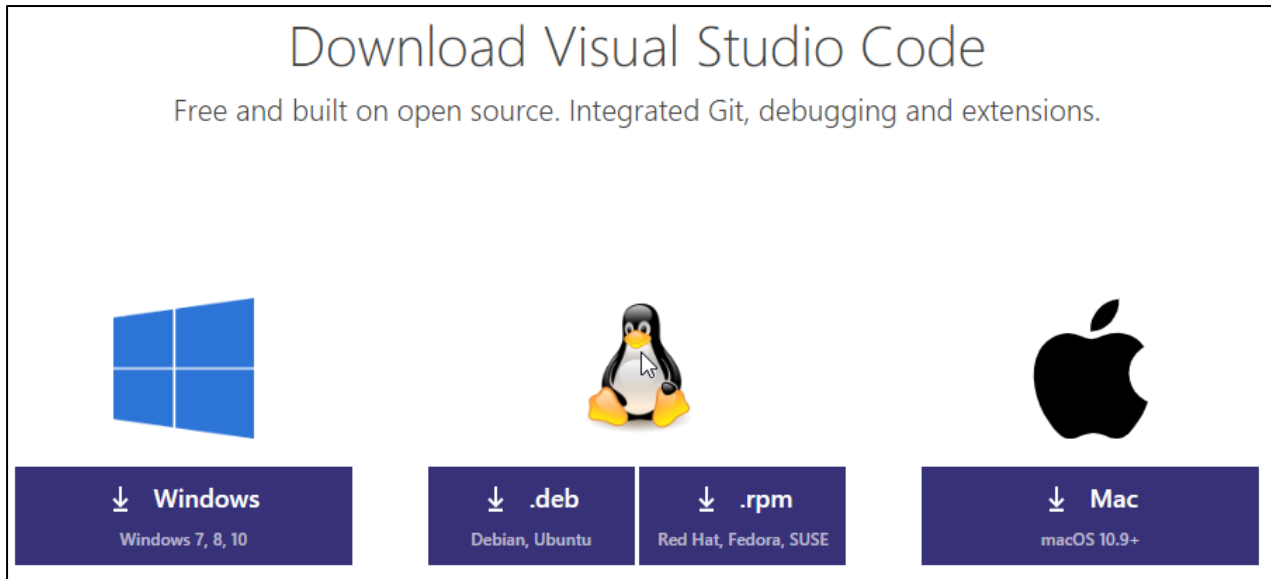 Download Visual Studio Code
Free and built on open source. Integrated Git, debugging and extensions.
Windows
Windows 7, 8, 10
.deb
Debian, Ubuntu
.rpm
Red Hat, Fedora, SUSE
Mac
macOS 10.9+